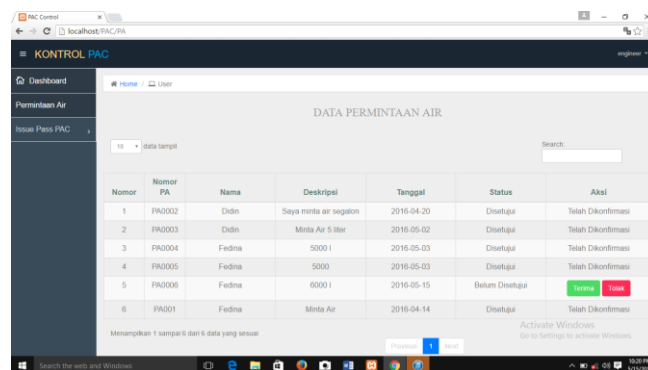 PAC Control
localhost/PAC/PA
≡ KONTROL PAC
engineer
Dashboard
Home / User
Permintaan Air
Issue Pass PAC
DATA PERMINTAAN AIR
10 data tampil
Search:
Nomor Nomor PA Nama Deskripsi Tanggal Status Aksi
1 PA0002 Didin Saya minta air segalon 2016-04-20 Disetujui Telah Dikonfirmasi
2 PA0003 Didin Minta Air 5 liter 2016-05-02 Disetujui Telah Dikonfirmasi
3 PA0004 Fedina 5000 l 2016-05-03 Disetujui Telah Dikonfirmasi
4 PA0005 Fedina 5000 2016-05-03 Disetujui Telah Dikonfirmasi
5 PA0006 Fedina 6000 l 2016-05-15 Belum Disetujui Terima Tolak
6 PA001 Fedina Minta Air 2016-04-14 Disetujui Telah Dikonfirmasi
Menampilkan 1 sampai 6 dari 6 data yang sesuai
Previous 1 Next
Activate Windows
Go to Settings to activate Windows.
Search the web and Windows
10:20 P